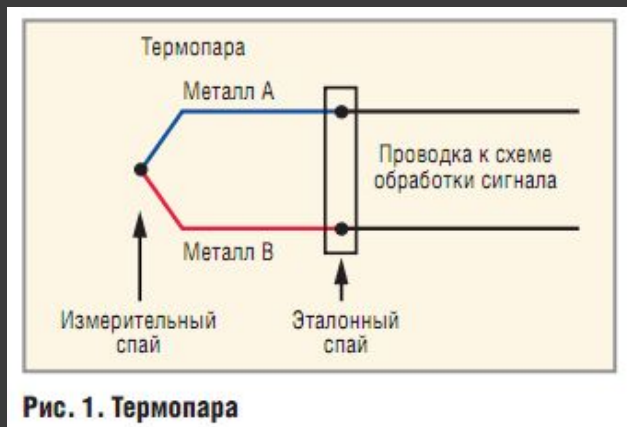 Термопара
Металл А
Проводка к схеме
обработки сигнала
Металл В
Измерительный
спай
Эталонный
спай
Рис. 1. Термопара